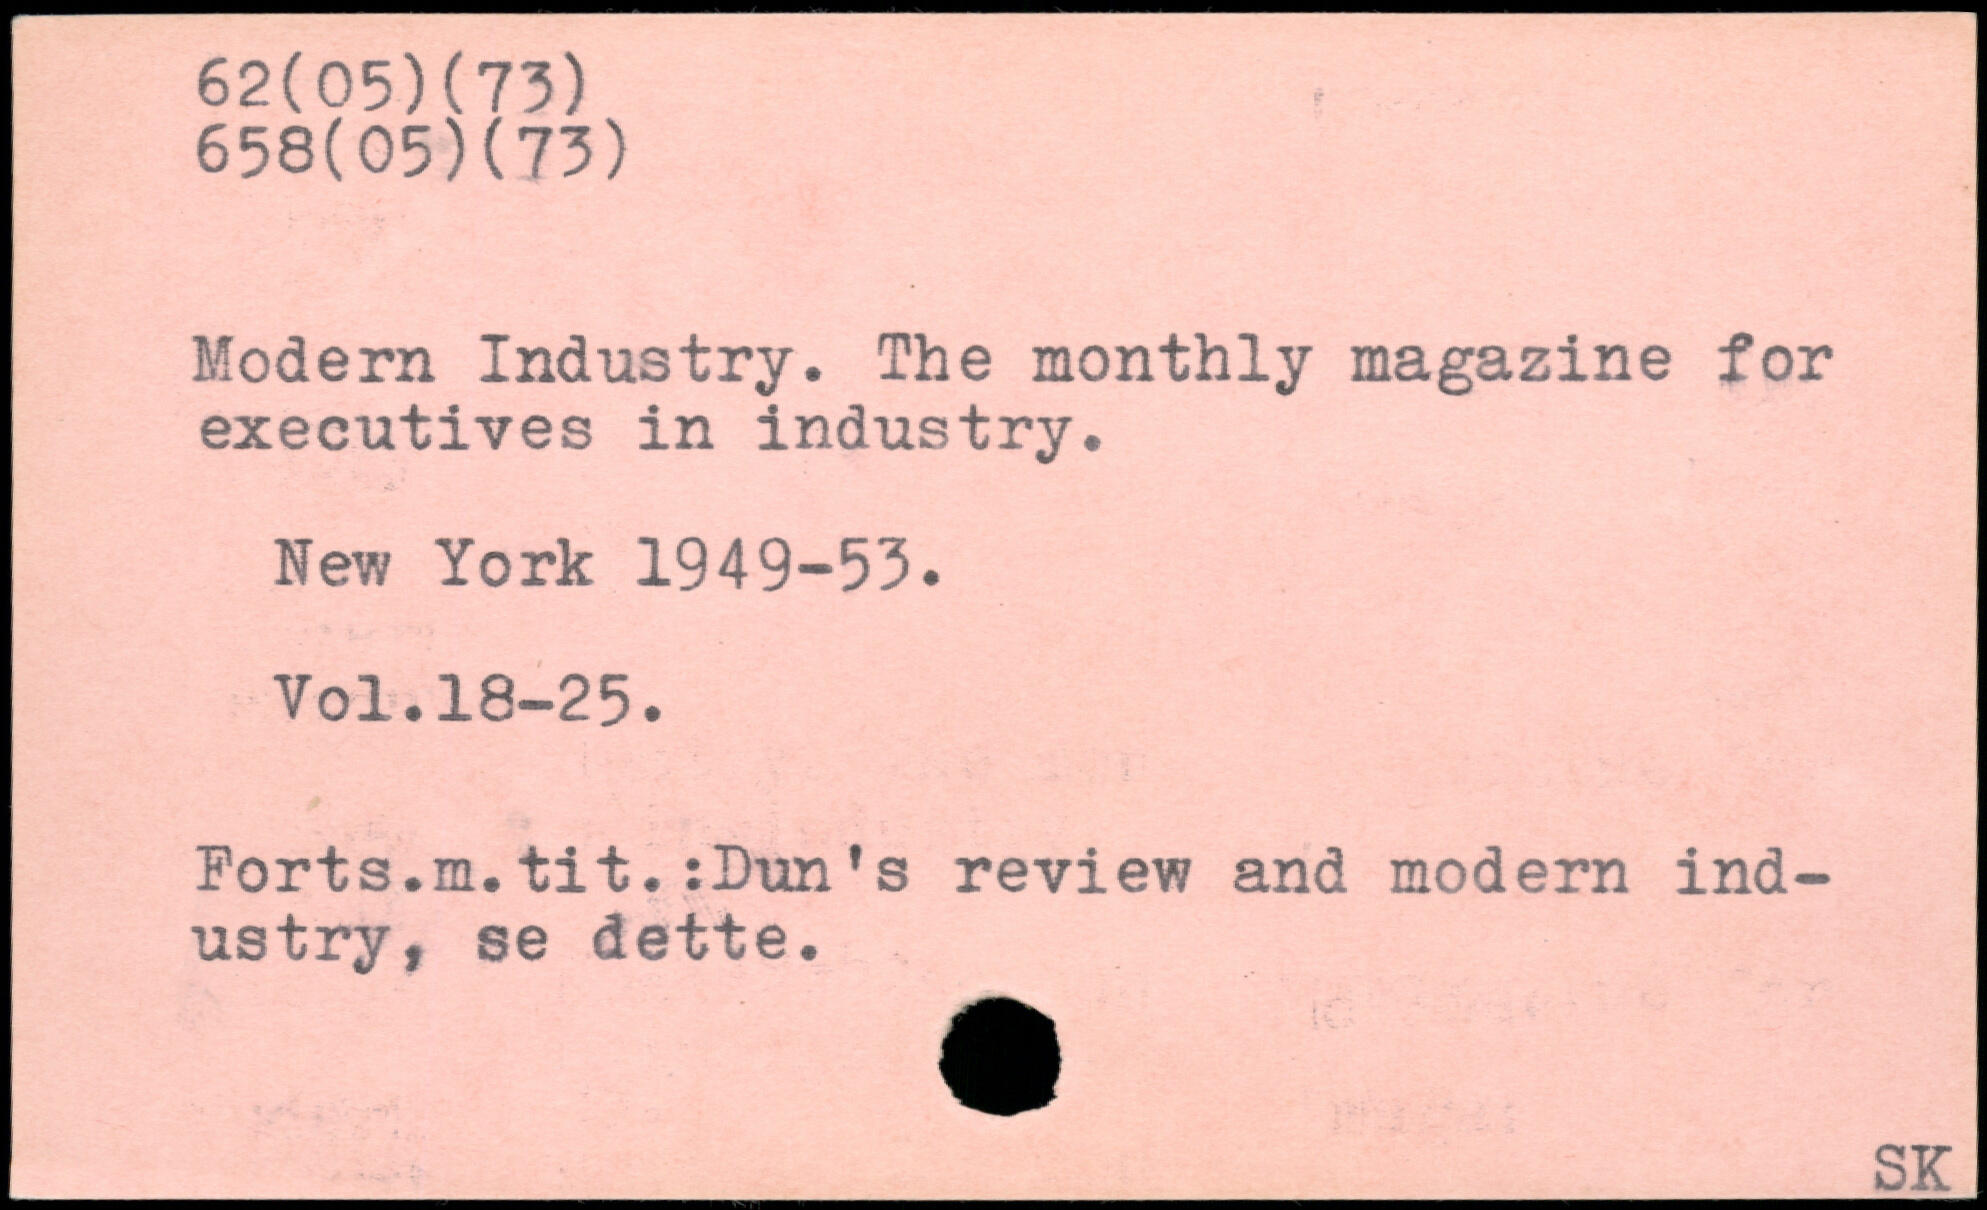 62(05)(73)
658(05)(73)
Modern Industry. The monthly magazine for
executives in industry.
New York 1949-53.
Vol.18-25.
Forts.m.tit.:Dun's review and modern ind-
ustry, se dette.
SK